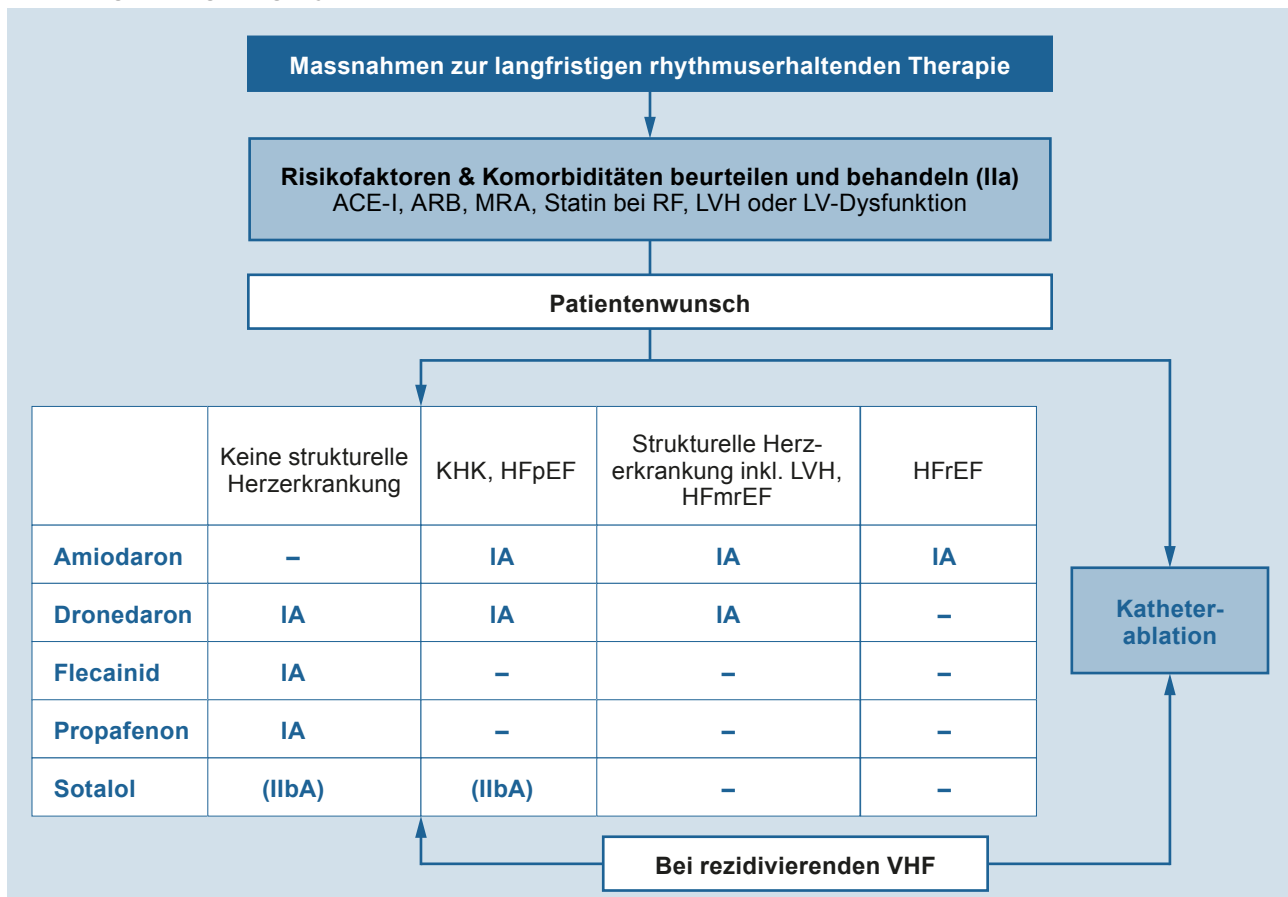 Massnahmen zur langfristigen rhythmuserhaltenden Therapie
Risikofaktoren & Komorbiditäten beurteilen und behandeln (IIa)
ACE-I, ARB, MRA, Statin bei RF, LVH oder LV-Dysfunktion
Patientenwunsch
Keine strukturelle
Herzerkrankung
KHK, HFpEF
Strukturelle Herz-
erkrankung inkl. LVH,
HFmrEF
HFrEF
Amiodaron – IA IA IA
Dronedaron IA IA IA –
Flecainid IA – – –
Propafenon IA – – –
Sotalol (IIbA) (IIbA) – –
Katheter-
ablation
Bei rezidivierenden VHF